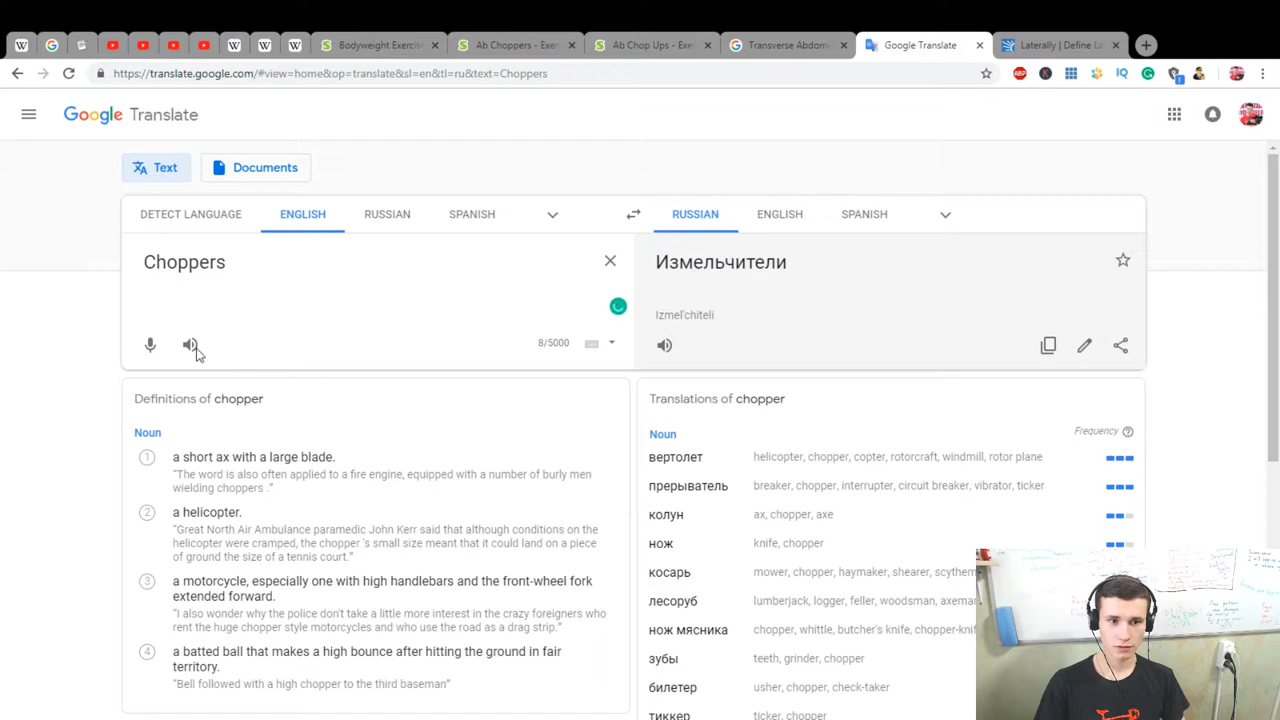 Bodyweight Exercis
Ab Choppers - Exer
Ab Chop Ups - Exe
Transverse Abdomi
Google Translate
Laterally | Define La
https://translate.google.com/#view=home&op=translate&sl=en&tl=ru&text=Choppers
Google Translate
Text
Documents
DETECT LANGUAGE
ENGLISH
RUSSIAN
SPANISH
RUSSIAN
ENGLISH
SPANISH
Choppers
Измельчители
Izmel'chiteli
8/5000
Definitions of chopper
Noun
1 a short ax with a large blade.
"The word is also often applied to a fire engine, equipped with a number of burly men
wielding choppers ."
2 a helicopter.
"Great North Air Ambulance paramedic John Kerr said that although conditions on the
helicopter were cramped, the chopper 's small size meant that it could land on a piece
of ground the size of a tennis court."
3 a motorcycle, especially one with high handlebars and the front-wheel fork
extended forward.
"I also wonder why the police don't take a little more interest in the crazy foreigners who
rent the huge chopper style motorcycles and who use the road as a drag strip."
4 a batted ball that makes a high bounce after hitting the ground in fair
territory.
"Bell followed with a high chopper to the third baseman"
Translations of chopper
Noun
Frequency
вертолет helicopter, chopper, copter, rotorcraft, windmill, rotor plane
прерыватель breaker, chopper, interrupter, circuit breaker, vibrator, ticker
колун ax, chopper, axe
нож knife, chopper
косарь mower, chopper, haymaker, shearer, scythem
лесоруб lumberjack, logger, feller, woodsman, axeman,
нож мясника chopper, whittle, butcher's knife, chopper-knif
зубы teeth, grinder, chopper
билетер usher, chopper, check-taker
тиккер ticker, chopper